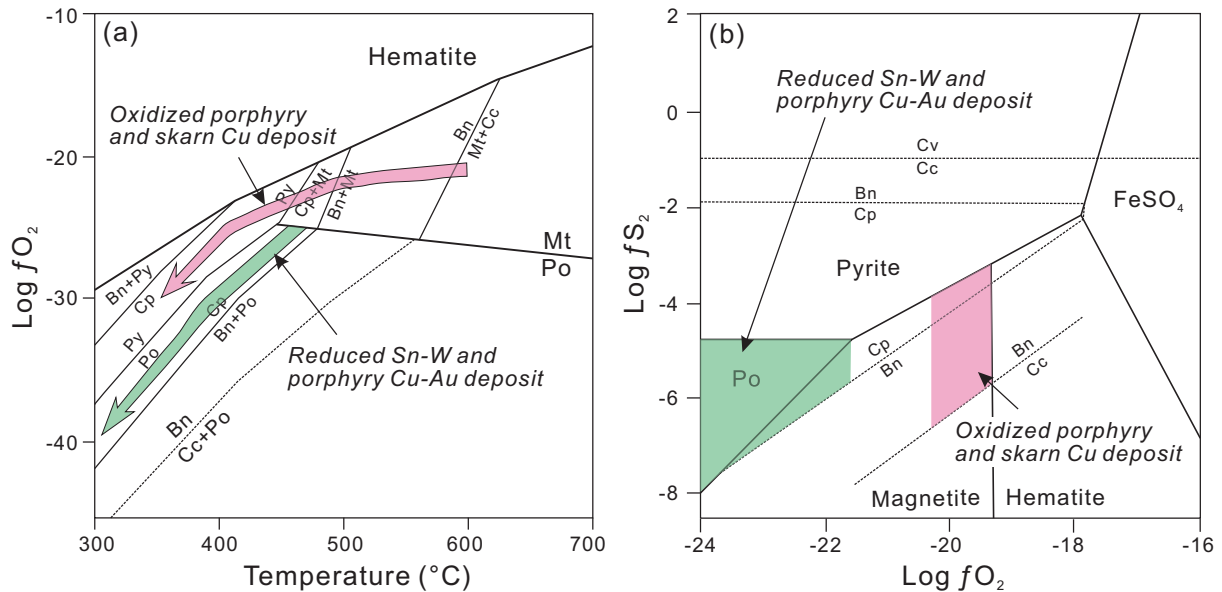 (a)
-10
-20
-30
-40
Log fO₂
Hematite
Oxidized porphyry
and skarn Cu deposit
Bn
Mt+Cc
Py
Cp+Mt
Bn+Mt
Mt
Po
Bn+Py
Cp
Py
Po
Cp
Bn+Po
Reduced Sn-W and
porphyry Cu-Au deposit
Bn
Cc+Po
300
400
500
600
700
Temperature (°C)
(b)
2
0
-2
-4
-6
-8
Log fS₂
Reduced Sn-W and
porphyry Cu-Au deposit
Cv
Cc
Bn
Cp
FeSO₄
Pyrite
Po
Cp
Bn
Bn
Cc
Oxidized porphyry
and skarn Cu deposit
Magnetite
Hematite
-24
-22
-20
-18
-16
Log fO₂